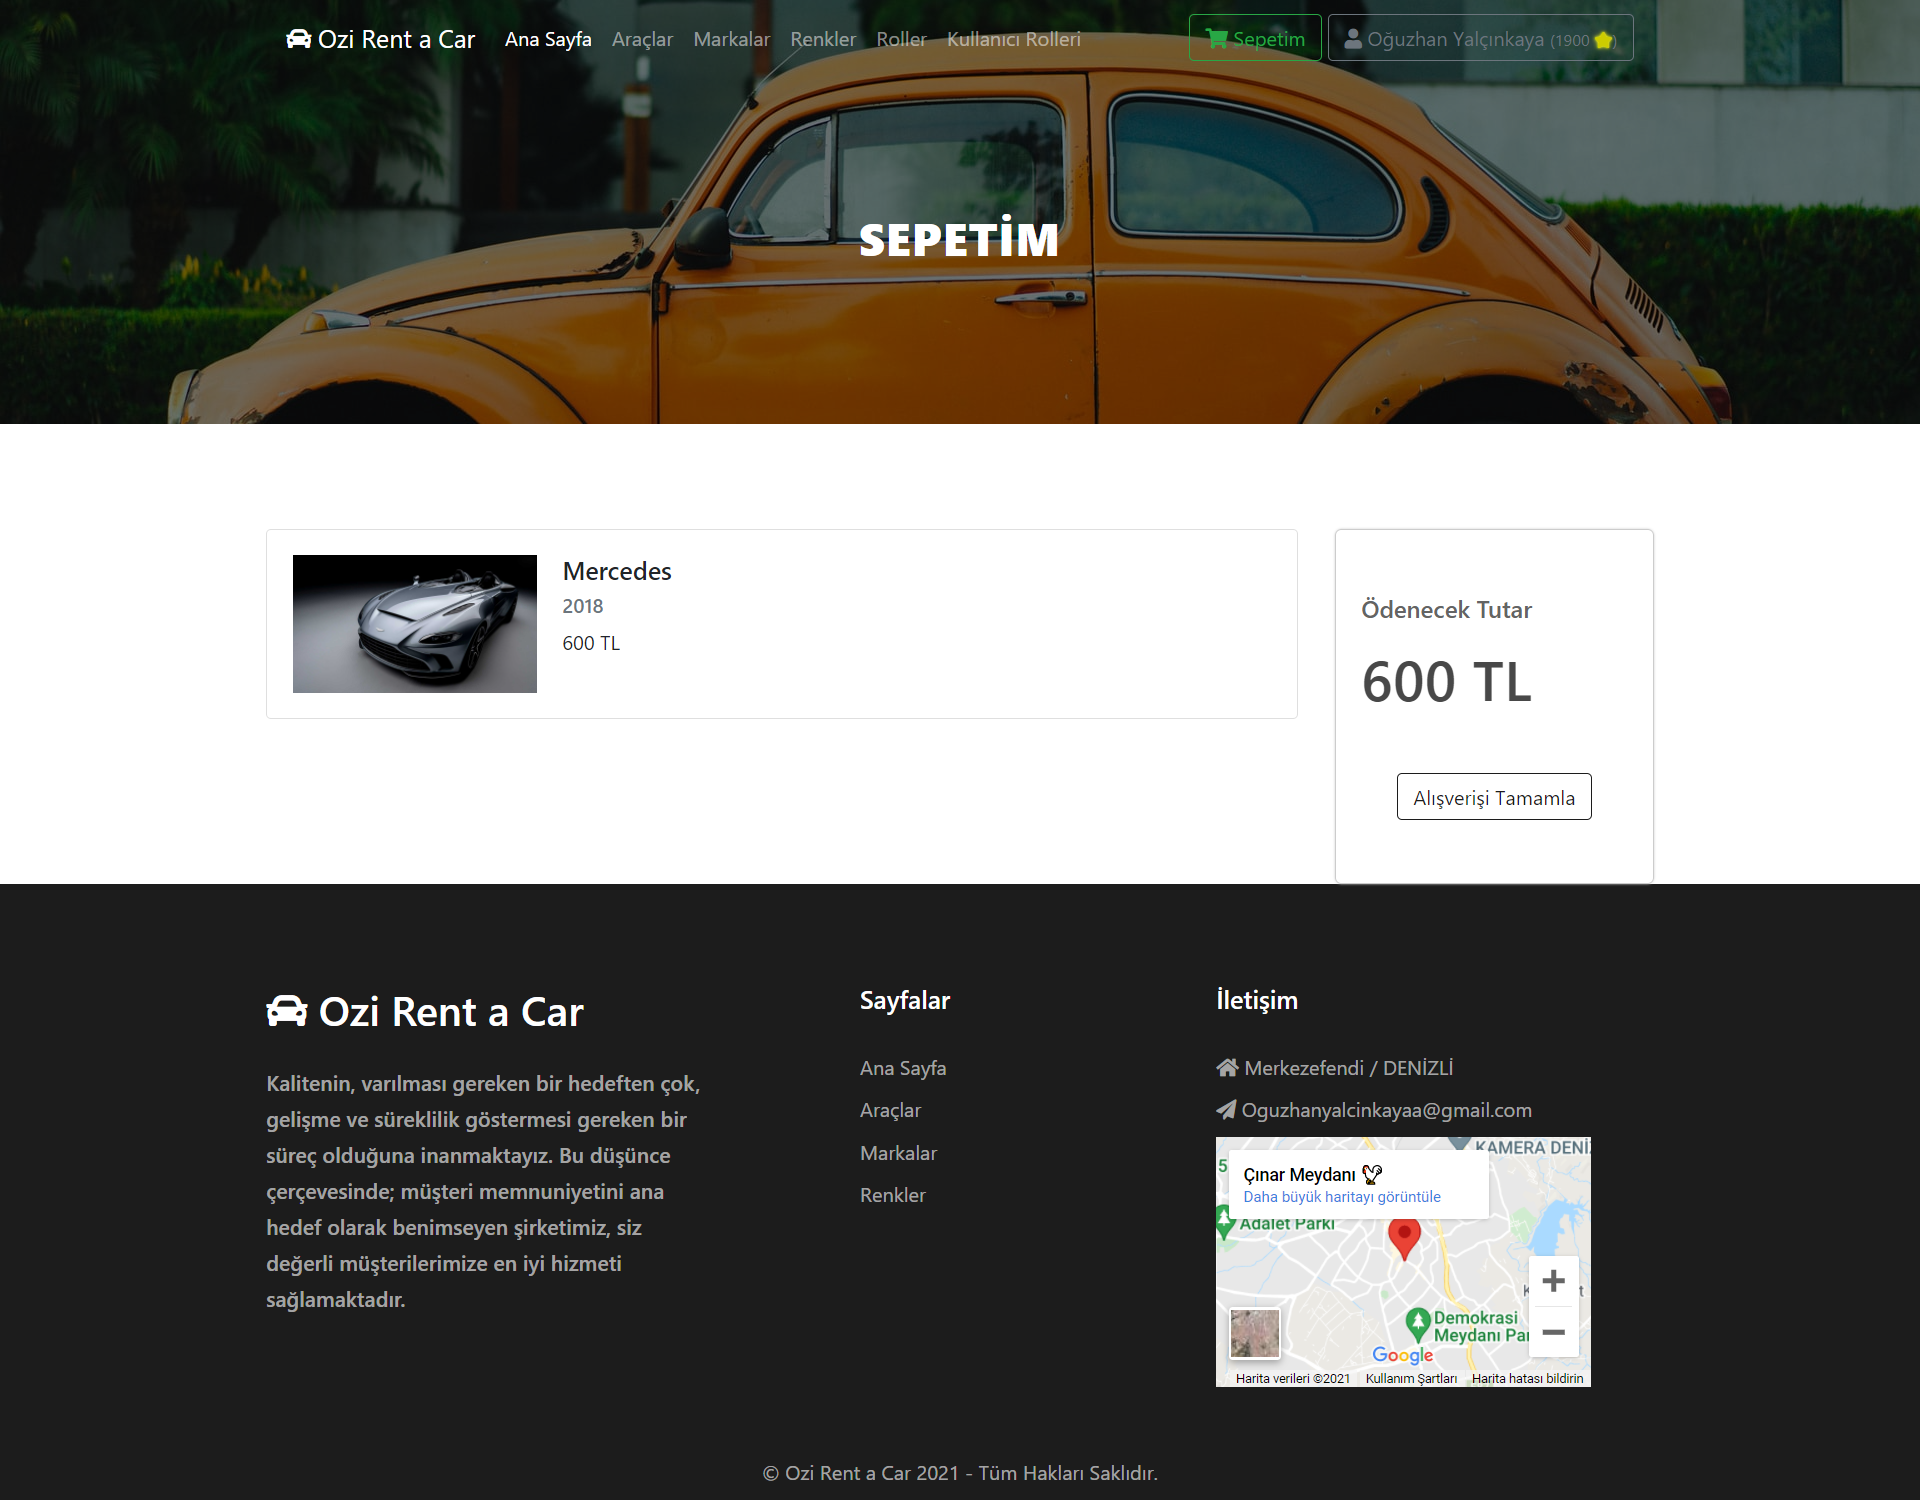 Ozi Rent a Car Ana Sayfa Araçlar Markalar Renkler Roller Kullanıcı Rolleri Sepetim Oğuzhan Yalçınkaya (1900 )
SEPETİM
Mercedes
2018
600 TL
Ödenecek Tutar
600 TL
Alışverişi Tamamla
Ozi Rent a Car
Kalitenin, varılması gereken bir hedeften çok,
gelişme ve süreklilik göstermesi gereken bir
süreç olduğuna inanmaktayız. Bu düşünce
çerçevesinde; müşteri memnuniyetini ana
hedef olarak benimseyen şirketimiz, siz
değerli müşterilerimize en iyi hizmeti
sağlamaktadır.
Sayfalar
Ana Sayfa
Araçlar
Markalar
Renkler
İletişim
Merkezefendi / DENİZLİ
Oguzhanyalcinkayaa@gmail.com
KAMERA DENİZ
5
Çınar Meydanı
Daha büyük haritayı görüntüle
Adalet Parkı
Demokrasi
Meydanı Par
Google
Harita verileri ©2021 Kullanım Şartları Harita hatası bildirin
© Ozi Rent a Car 2021 - Tüm Hakları Saklıdır.